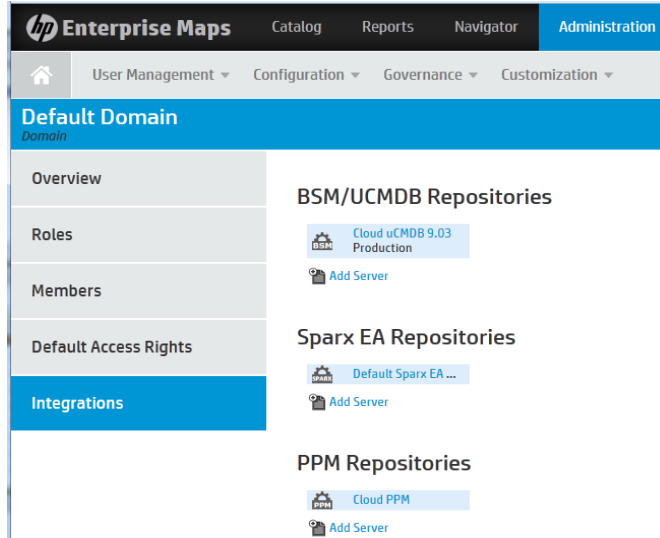 hp Enterprise Maps Catalog Reports Navigator Administration
User Management Configuration Governance Customization
Default Domain
Domain
Overview
Roles
Members
Default Access Rights
Integrations
BSM/UCMDB Repositories
BSM Cloud uCMDB 9.03
Production
Add Server
Sparx EA Repositories
SPARX Default Sparx EA ...
Add Server
PPM Repositories
PPM Cloud PPM
Add Server